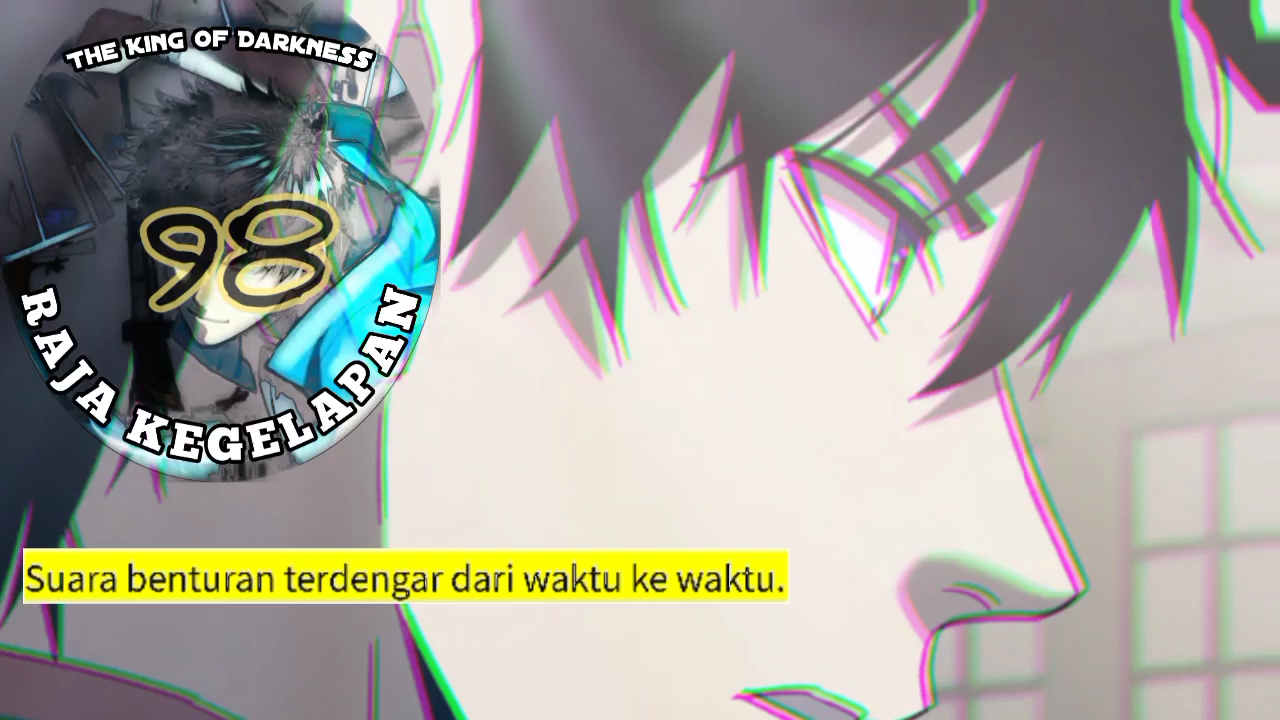 THE KING OF DARKNESS
98
RAJA KEGELAPAN
Suara benturan terdengar dari waktu ke waktu.